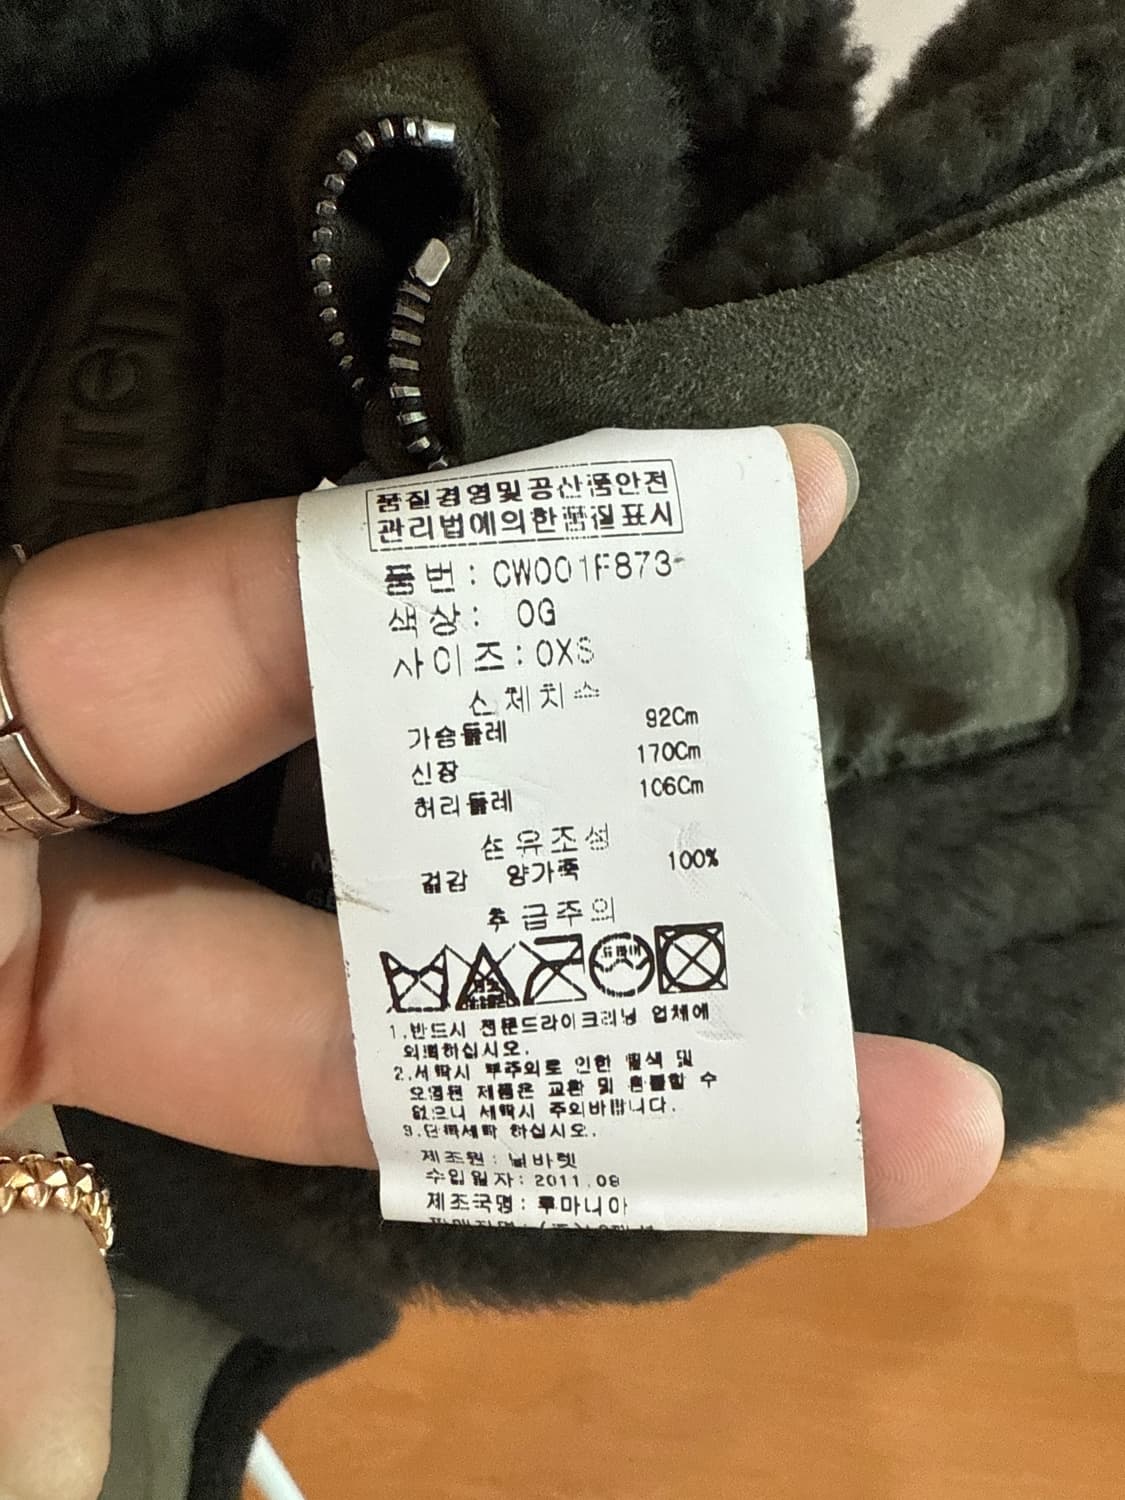 품질경영및공산품안전
관리법에의한품질표시
품 번 : CW001F873-
색 상 : OG
사 이 즈 : 0XS
신 체 치 수
가슴둘레 92Cm
신장 170Cm
허리둘레 106Cm
섬 유 조 성
겉감 양가죽 100%
취 급 주 의
드라이
1.반드시 전문드라이크리닝 업체에
의뢰하십시오.
2.세탁시 부주의로 인한 탈색 및
오염된 제품은 교환 및 환불할 수
없으니 세탁시 주의바랍니다.
3.단독세탁 하십시오.
제조원 : 닐바렛
수입일자 : 2011.08
제조국명 : 루마니아